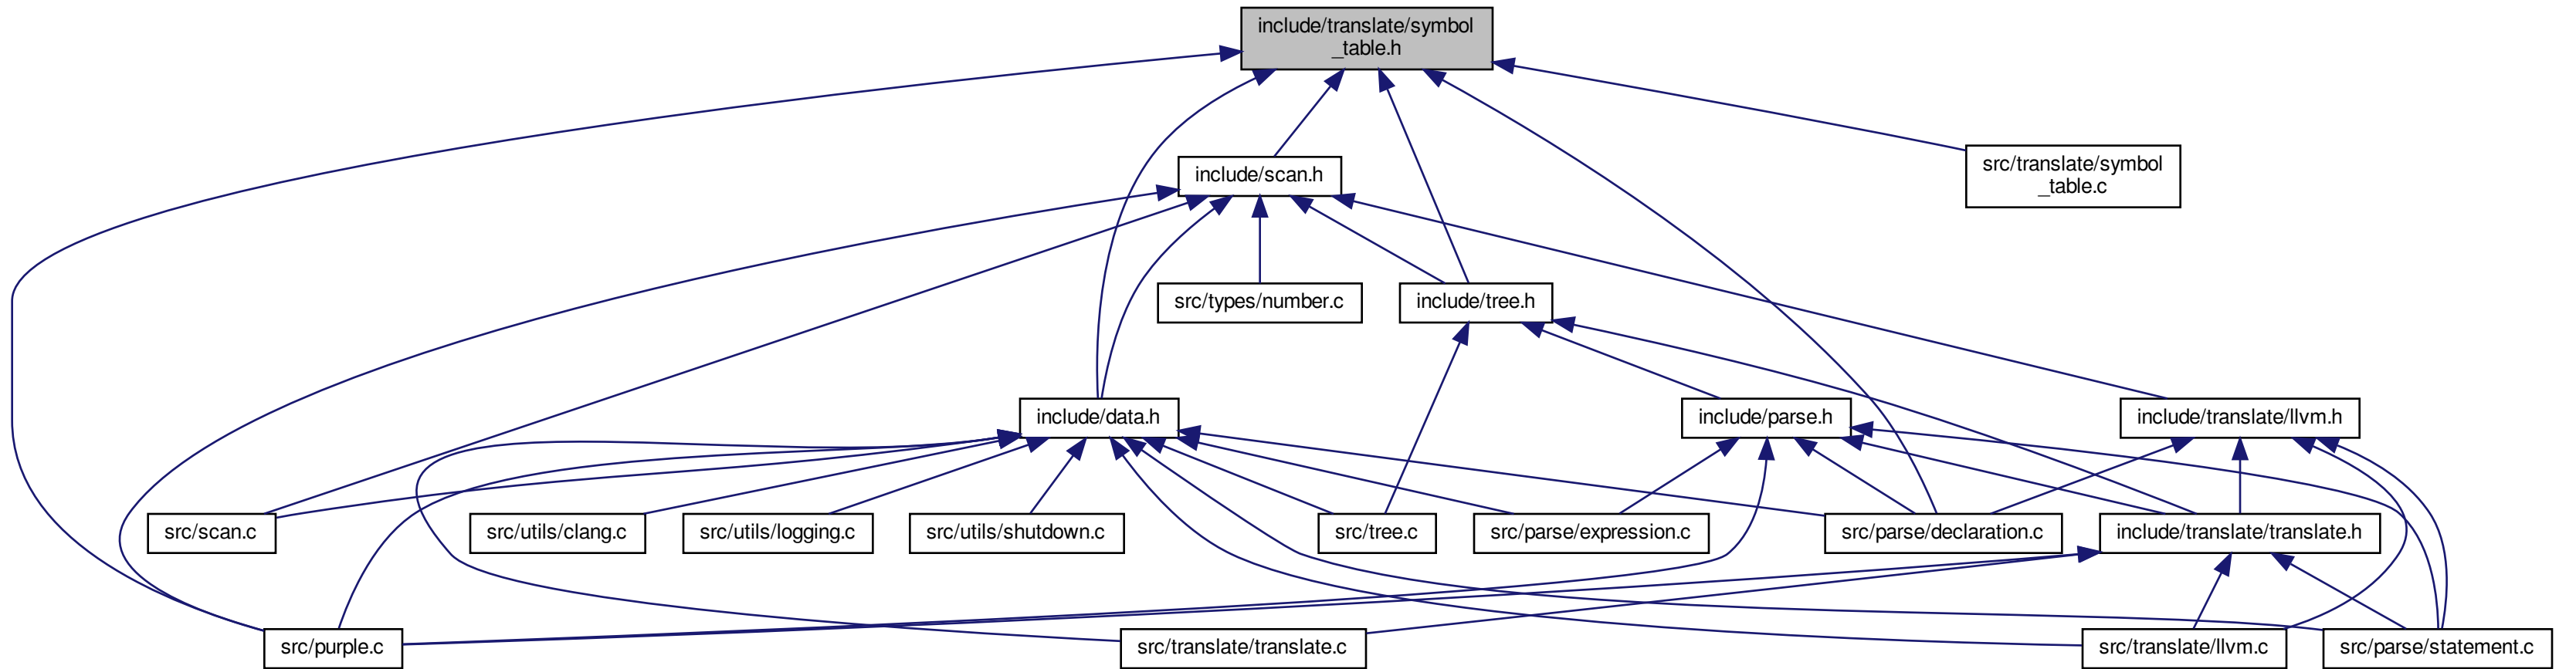 include/translate/symbol
_table.h
include/scan.h
src/translate/symbol
_table.c
src/types/number.c
include/tree.h
include/data.h
include/parse.h
include/translate/llvm.h
src/scan.c
src/utils/clang.c
src/utils/logging.c
src/utils/shutdown.c
src/tree.c
src/parse/expression.c
src/parse/declaration.c
include/translate/translate.h
src/purple.c
src/translate/translate.c
src/translate/llvm.c
src/parse/statement.c